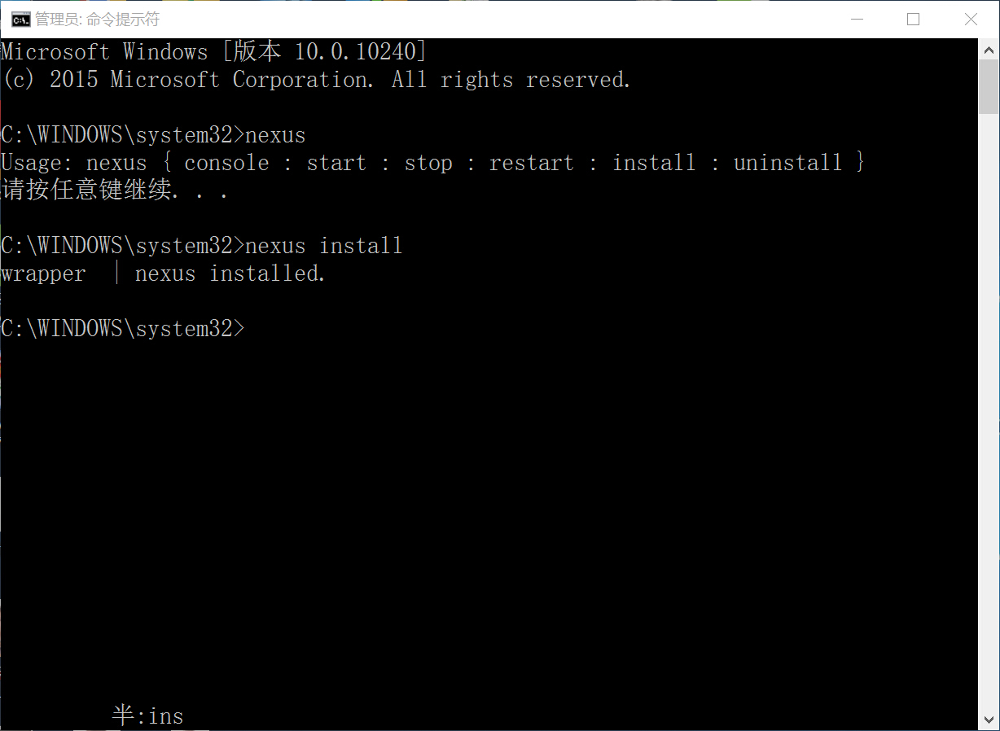 管理员: 命令提示符
Microsoft Windows [版本 10.0.10240]
(c) 2015 Microsoft Corporation. All rights reserved.
C:\WINDOWS\system32>nexus
Usage: nexus { console : start : stop : restart : install : uninstall }
请按任意键继续. . .
C:\WINDOWS\system32>nexus install
wrapper  | nexus installed.
C:\WINDOWS\system32>
半:ins